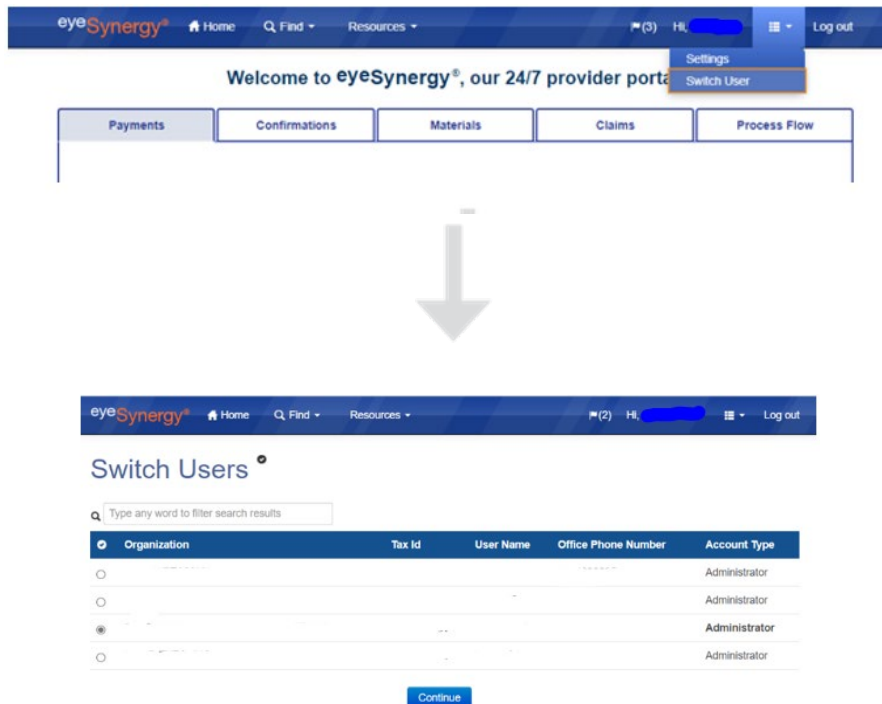 eyeSynergy® Home Find Resources (3) Hi, Log out
Settings
Welcome to eyeSynergy®, our 24/7 provider porta
Switch User
Payments Confirmations Materials Claims Process Flow
eyeSynergy® Home Find Resources (2) Hi, Log out
Switch Users
Type any word to filter search results
Organization Tax Id User Name Office Phone Number Account Type
Administrator
Administrator
Administrator
Administrator
Continue